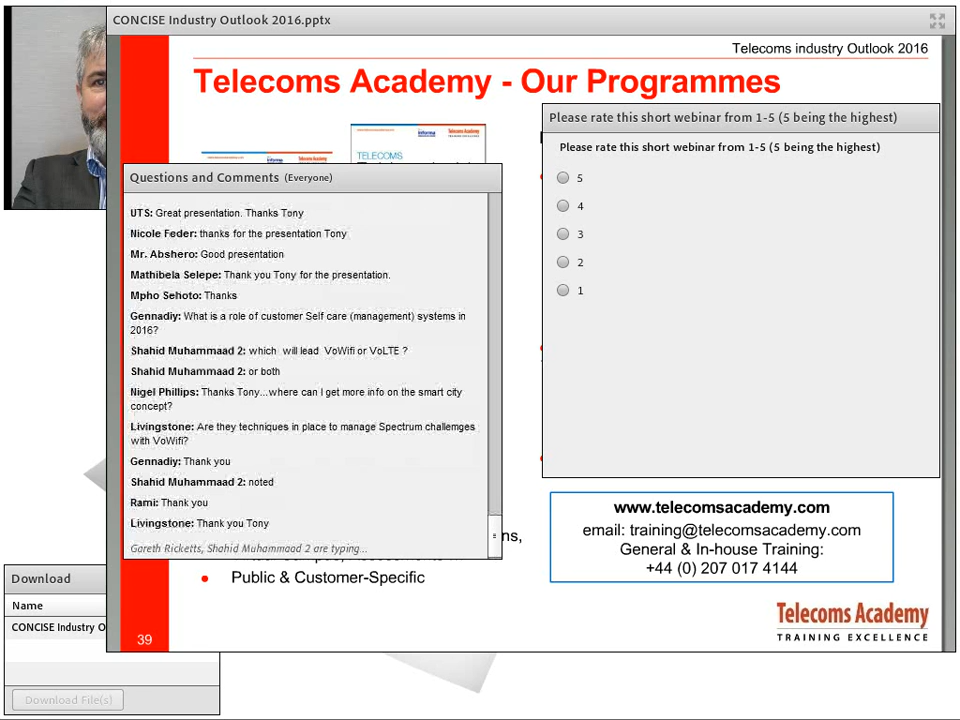 CONCISE Industry Outlook 2016.pptx
Telecoms industry Outlook 2016
Telecoms Academy - Our Programmes
informa
Telecoms Academy
TELECOMS
Please rate this short webinar from 1-5 (5 being the highest)
Please rate this short webinar from 1-5 (5 being the highest)
5
4
3
2
1
Questions and Comments (Everyone)
UTS: Great presentation. Thanks Tony
Nicole Feder: thanks for the presentation Tony
Mr. Abshero: Good presentation
Mathibela Selepe: Thank you Tony for the presentation.
Mpho Sehoto: Thanks
Gennadiy: What is a role of customer Self care (management) systems in
2016?
Shahid Muhammaad 2: which will lead VoWifi or VoLTE ?
Shahid Muhammaad 2: or both
Nigel Phillips: Thanks Tony...where can I get more info on the smart city
concept?
Livingstone: Are they techniques in place to manage Spectrum challemges
with VoWifi?
Gennadiy: Thank you
Shahid Muhammaad 2: noted
Rami: Thank you
Livingstone: Thank you Tony
Gareth Ricketts, Shahid Muhammaad 2 are typing...
ns,
• Public & Customer-Specific
www.telecomsacademy.com
email: training@telecomsacademy.com
General & In-house Training:
+44 (0) 207 017 4144
39
Telecoms Academy
TRAINING EXCELLENCE
Download
Name
CONCISE Industry O
Download File(s)